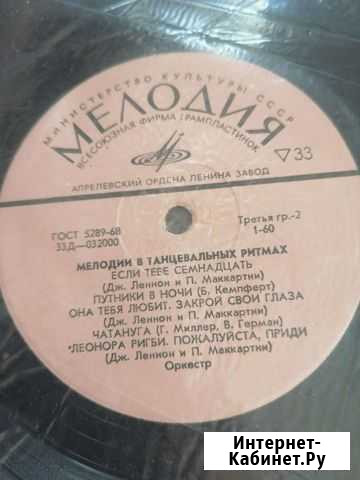 МИНИСТЕРСТВО КУЛЬТУРЫ СССР
МЕЛОДИЯ
ВСЕСОЮЗНАЯ ФИРМА ГРАМПЛАСТИНОК
▽33
АПРЕЛЕВСКИЙ ОРДЕНА ЛЕНИНА ЗАВОД
ГОСТ 5289-68
33Д—032000
Третья гр.-2
1-60
МЕЛОДИИ В ТАНЦЕВАЛЬНЫХ РИТМАХ
ЕСЛИ ТЕБЕ СЕМНАДЦАТЬ
(Дж. Леннон и П. Маккартни)
ПУТНИКИ В НОЧИ (Б. Кемпферт)
ОНА ТЕБЯ ЛЮБИТ. ЗАКРОЙ СВОИ ГЛАЗА
(Дж. Леннон и П. Маккартни)
ЧАТАНУГА (Г. Миллер, В. Герман)
ЛЕОНОРА РИГБИ. ПОЖАЛУЙСТА, ПРИДИ
(Дж. Леннон и П. Маккартни)
Оркестр
Интернет-
Кабинет.Ру